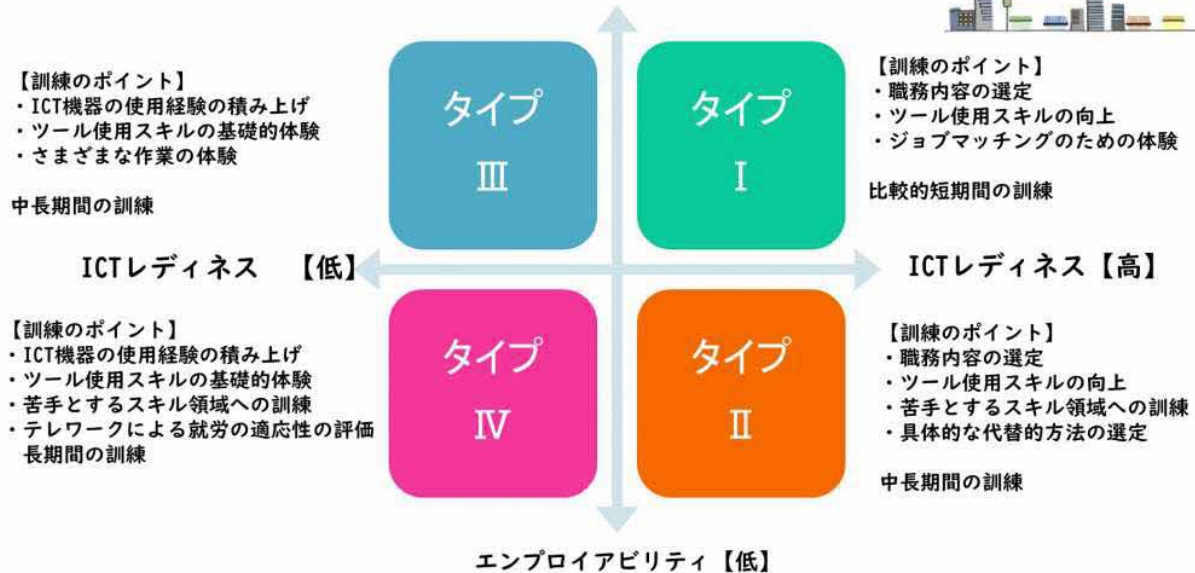 【訓練のポイント】
・ICT機器の使用経験の積み上げ
・ツール使用スキルの基礎的体験
・さまざまな作業の体験
中長期間の訓練
タイプ
Ⅲ
タイプ
Ⅰ
【訓練のポイント】
・職務内容の選定
・ツール使用スキルの向上
・ジョブマッチングのための体験
比較的短期間の訓練
ICTレディネス 【低】
ICTレディネス【高】
【訓練のポイント】
・ICT機器の使用経験の積み上げ
・ツール使用スキルの基礎的体験
・苦手とするスキル領域への訓練
・テレワークによる就労の適応性の評価
長期間の訓練
タイプ
Ⅳ
タイプ
Ⅱ
【訓練のポイント】
・職務内容の選定
・ツール使用スキルの向上
・苦手とするスキル領域への訓練
・具体的な代替的方法の選定
中長期間の訓練
エンプロイアビリティ【低】